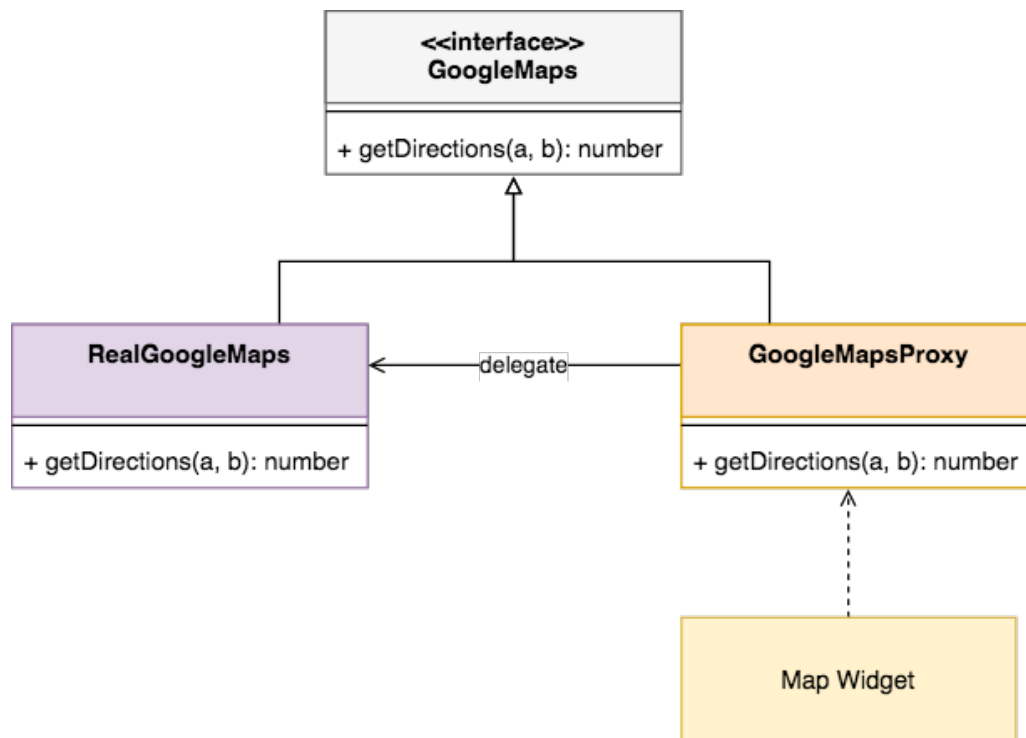 <<interface>>
GoogleMaps
+ getDirections(a, b): number
RealGoogleMaps
+ getDirections(a, b): number
delegate
GoogleMapsProxy
+ getDirections(a, b): number
Map Widget